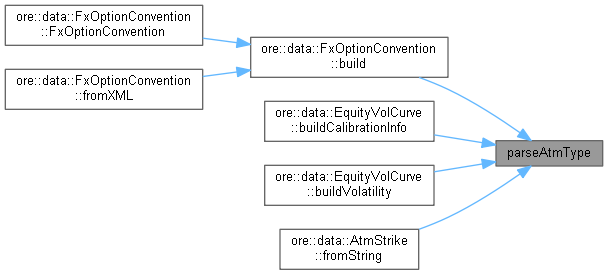 ore::data::FxOptionConvention
::FxOptionConvention
ore::data::FxOptionConvention
::build
ore::data::FxOptionConvention
::fromXML
ore::data::EquityVolCurve
::buildCalibrationInfo
parseAtmType
ore::data::EquityVolCurve
::buildVolatility
ore::data::AtmStrike
::fromString